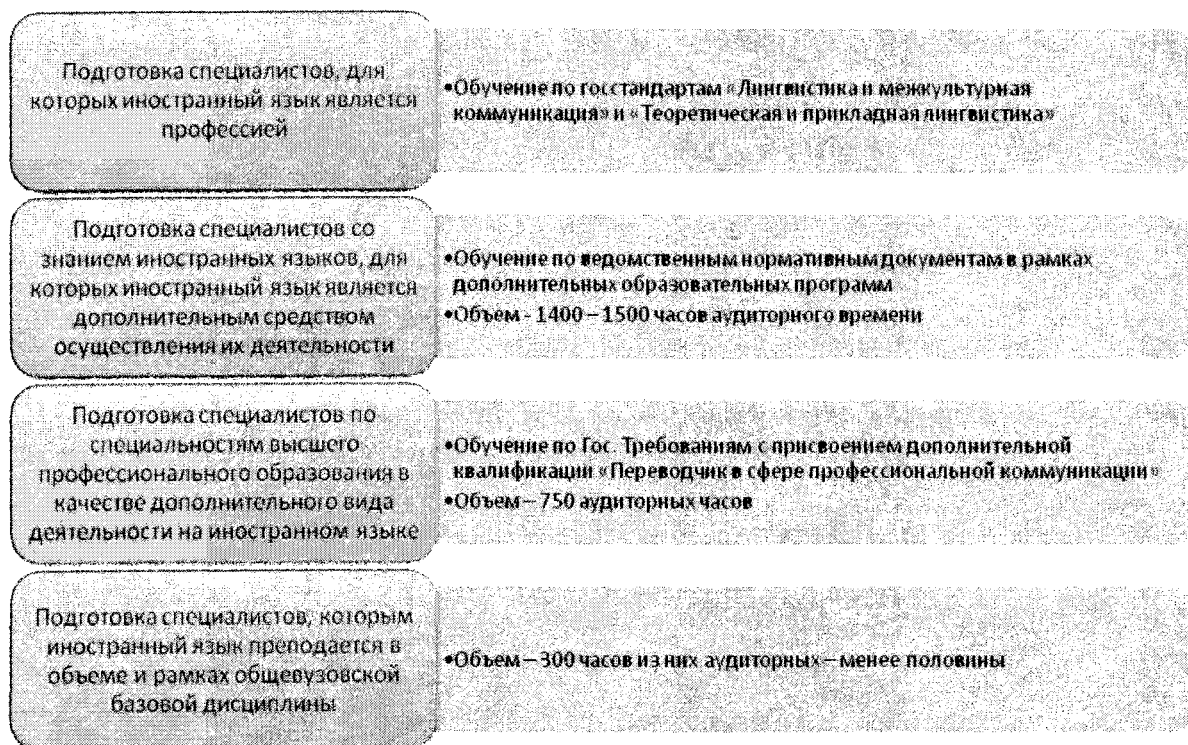 Подготовка специалистов, для
которых иностранный язык является
профессией
•Обучение по госстандартам «Лингвистика и межкультурная
коммуникация» и «Теоретическая и прикладная лингвистика»
Подготовка специалистов со
знанием иностранных языков, для
которых иностранный язык является
дополнительным средством
осуществления их деятельности
•Обучение по ведомственным нормативным документам в рамках
дополнительных образовательных программ
•Объем - 1400 – 1500 часов аудиторного времени
Подготовка специалистов по
специальностям высшего
профессионального образования в
качестве дополнительного вида
деятельности на иностранном языке
•Обучение по Гос. Требованиям с присвоением дополнительной
квалификации «Переводчик в сфере профессиональной коммуникации»
•Объем – 750 аудиторных часов
Подготовка специалистов, которым
иностранный язык преподается в
объеме и рамках общевузовской
базовой дисциплины
•Объем – 300 часов из них аудиторных – менее половины